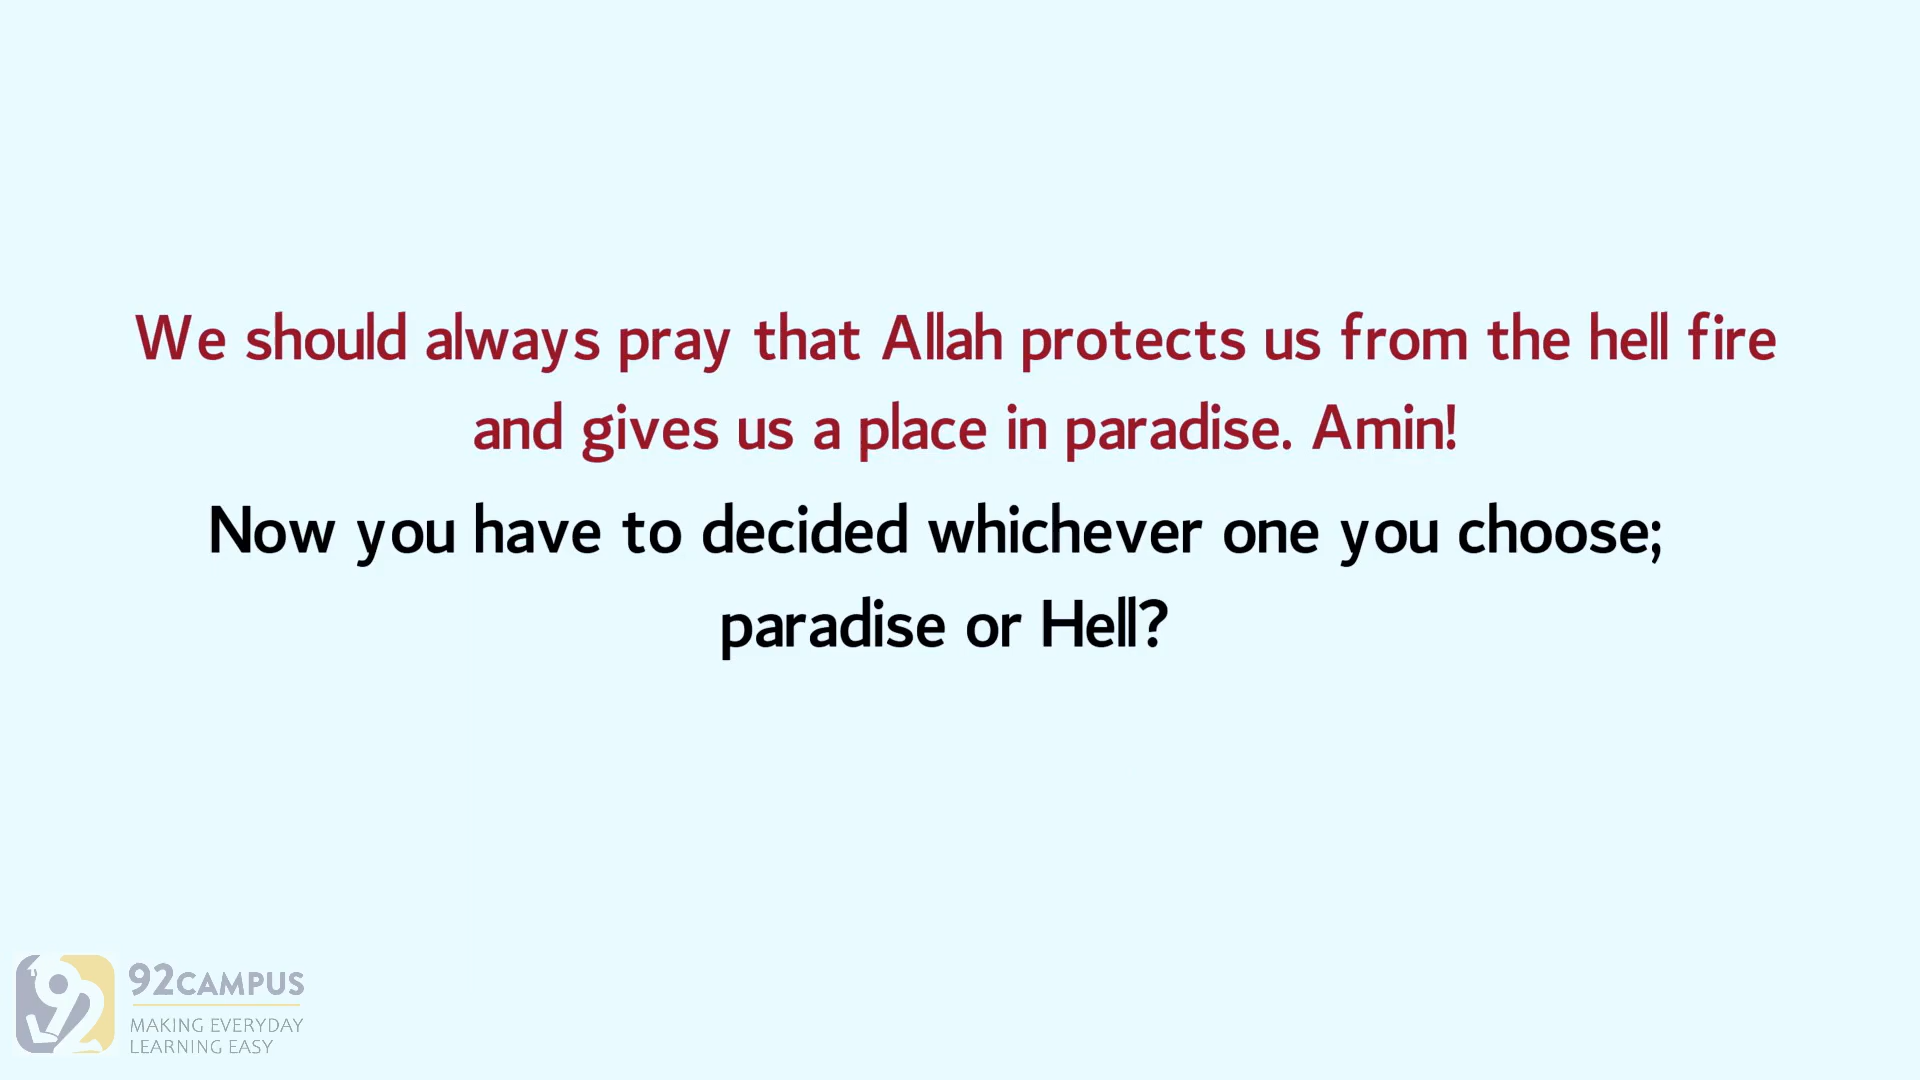 We should always pray that Allah protects us from the hell fire
and gives us a place in paradise. Amin!
Now you have to decided whichever one you choose;
paradise or Hell?
92CAMPUS
MAKING EVERYDAY
LEARNING EASY